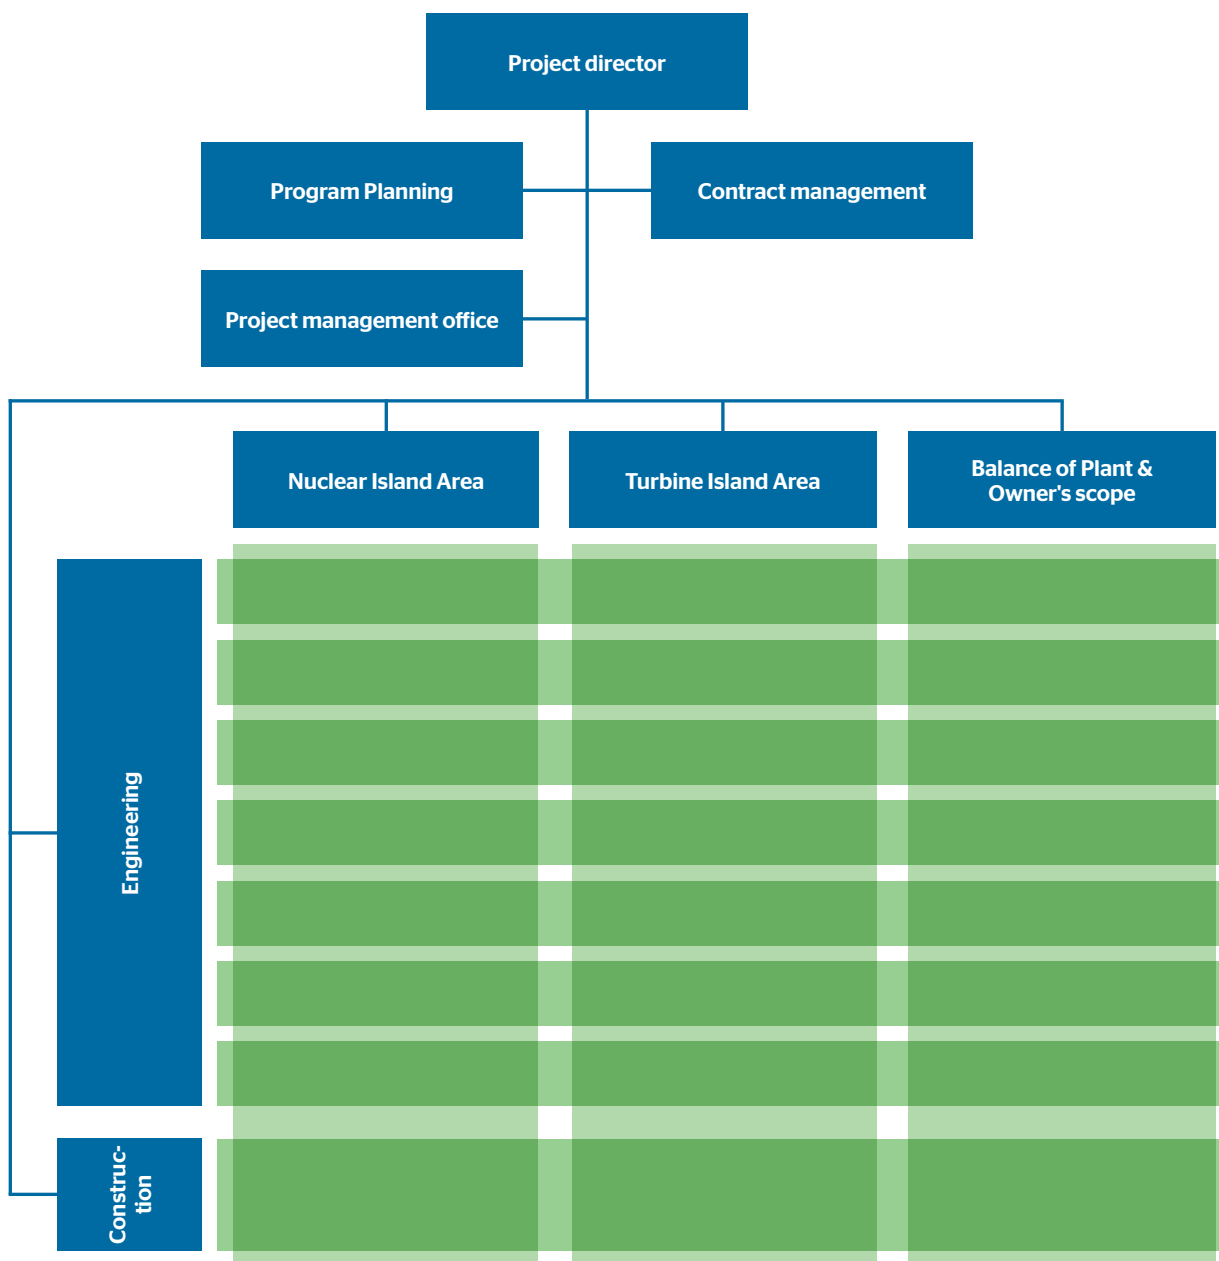 Project director
Program Planning
Contract management
Project management office
Nuclear Island Area
Turbine Island Area
Balance of Plant &
Owner's scope
Engineering
Construc-
tion